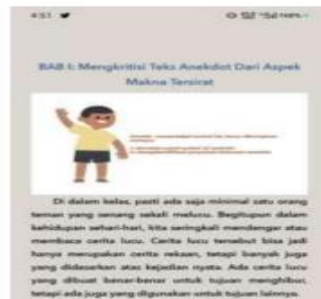 4:51
BAB I: Mengkritisi Teks Anekdot Dari Aspek
Makna Tersirat
Di dalam kelas, pasti ada saja minimal satu orang
teman yang senang sekali melucu. Begitupun dalam
kehidupan sehari-hari, kita seringkali mendengar atau
membaca cerita lucu. Cerita lucu tersebut bisa jadi
hanya merupakan cerita rekaan, tetapi banyak juga
yang didasarkan atas kejadian nyata. Ada cerita lucu
yang dibuat benar-benar untuk tujuan menghibur,
tetapi ada juga yang digunakan untuk tujuan lainnya.